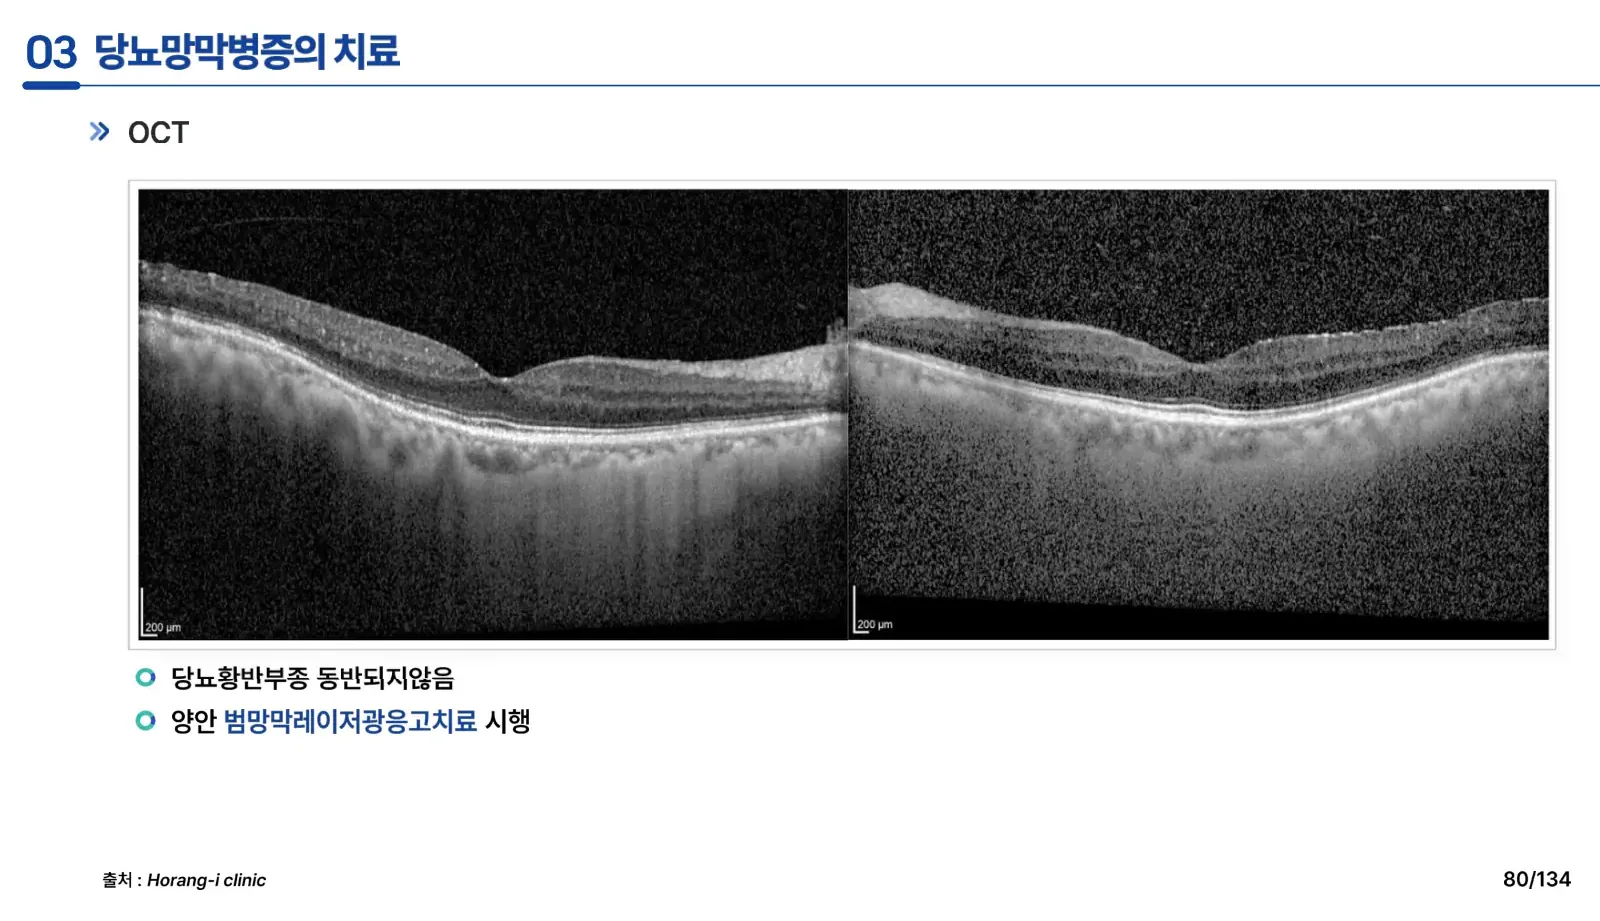 03 당뇨망막병증의 치료
OCT
200 µm
200 µm
당뇨황반부종 동반되지않음
양안 범망막레이저광응고치료 시행
출처 : Horang-i clinic
80/134